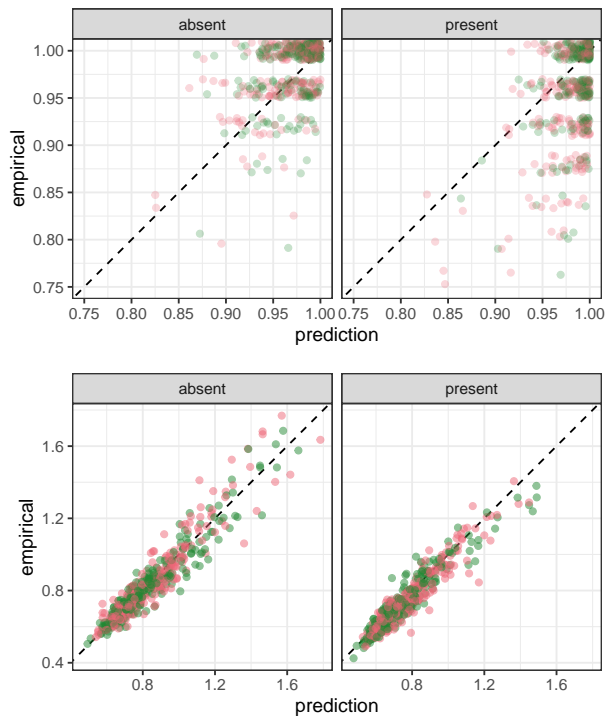 absent present
1.00
0.95
0.90
0.85
0.80
0.75
empirical
0.75 0.80 0.85 0.90 0.95 1.00 0.75 0.80 0.85 0.90 0.95 1.00
prediction
absent present
1.6
1.2
0.8
0.4
empirical
0.8 1.2 1.6 0.8 1.2 1.6
prediction